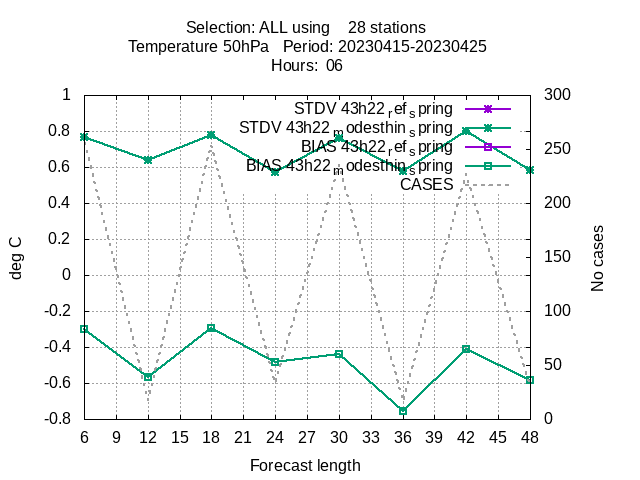 Selection: ALL using    28 stations
Temperature 50hPa   Period: 20230415-20230425
Hours:  06
STDV 43h22_ref_spring
STDV 43h22_modesthin_spring
BIAS 43h22_ref_spring
BIAS 43h22_modesthin_spring
CASES
1
0.8
0.6
0.4
0.2
0
-0.2
-0.4
-0.6
-0.8
deg C
300
250
200
150
100
50
0
No cases
6 9 12 15 18 21 24 27 30 33 36 39 42 45 48
Forecast length